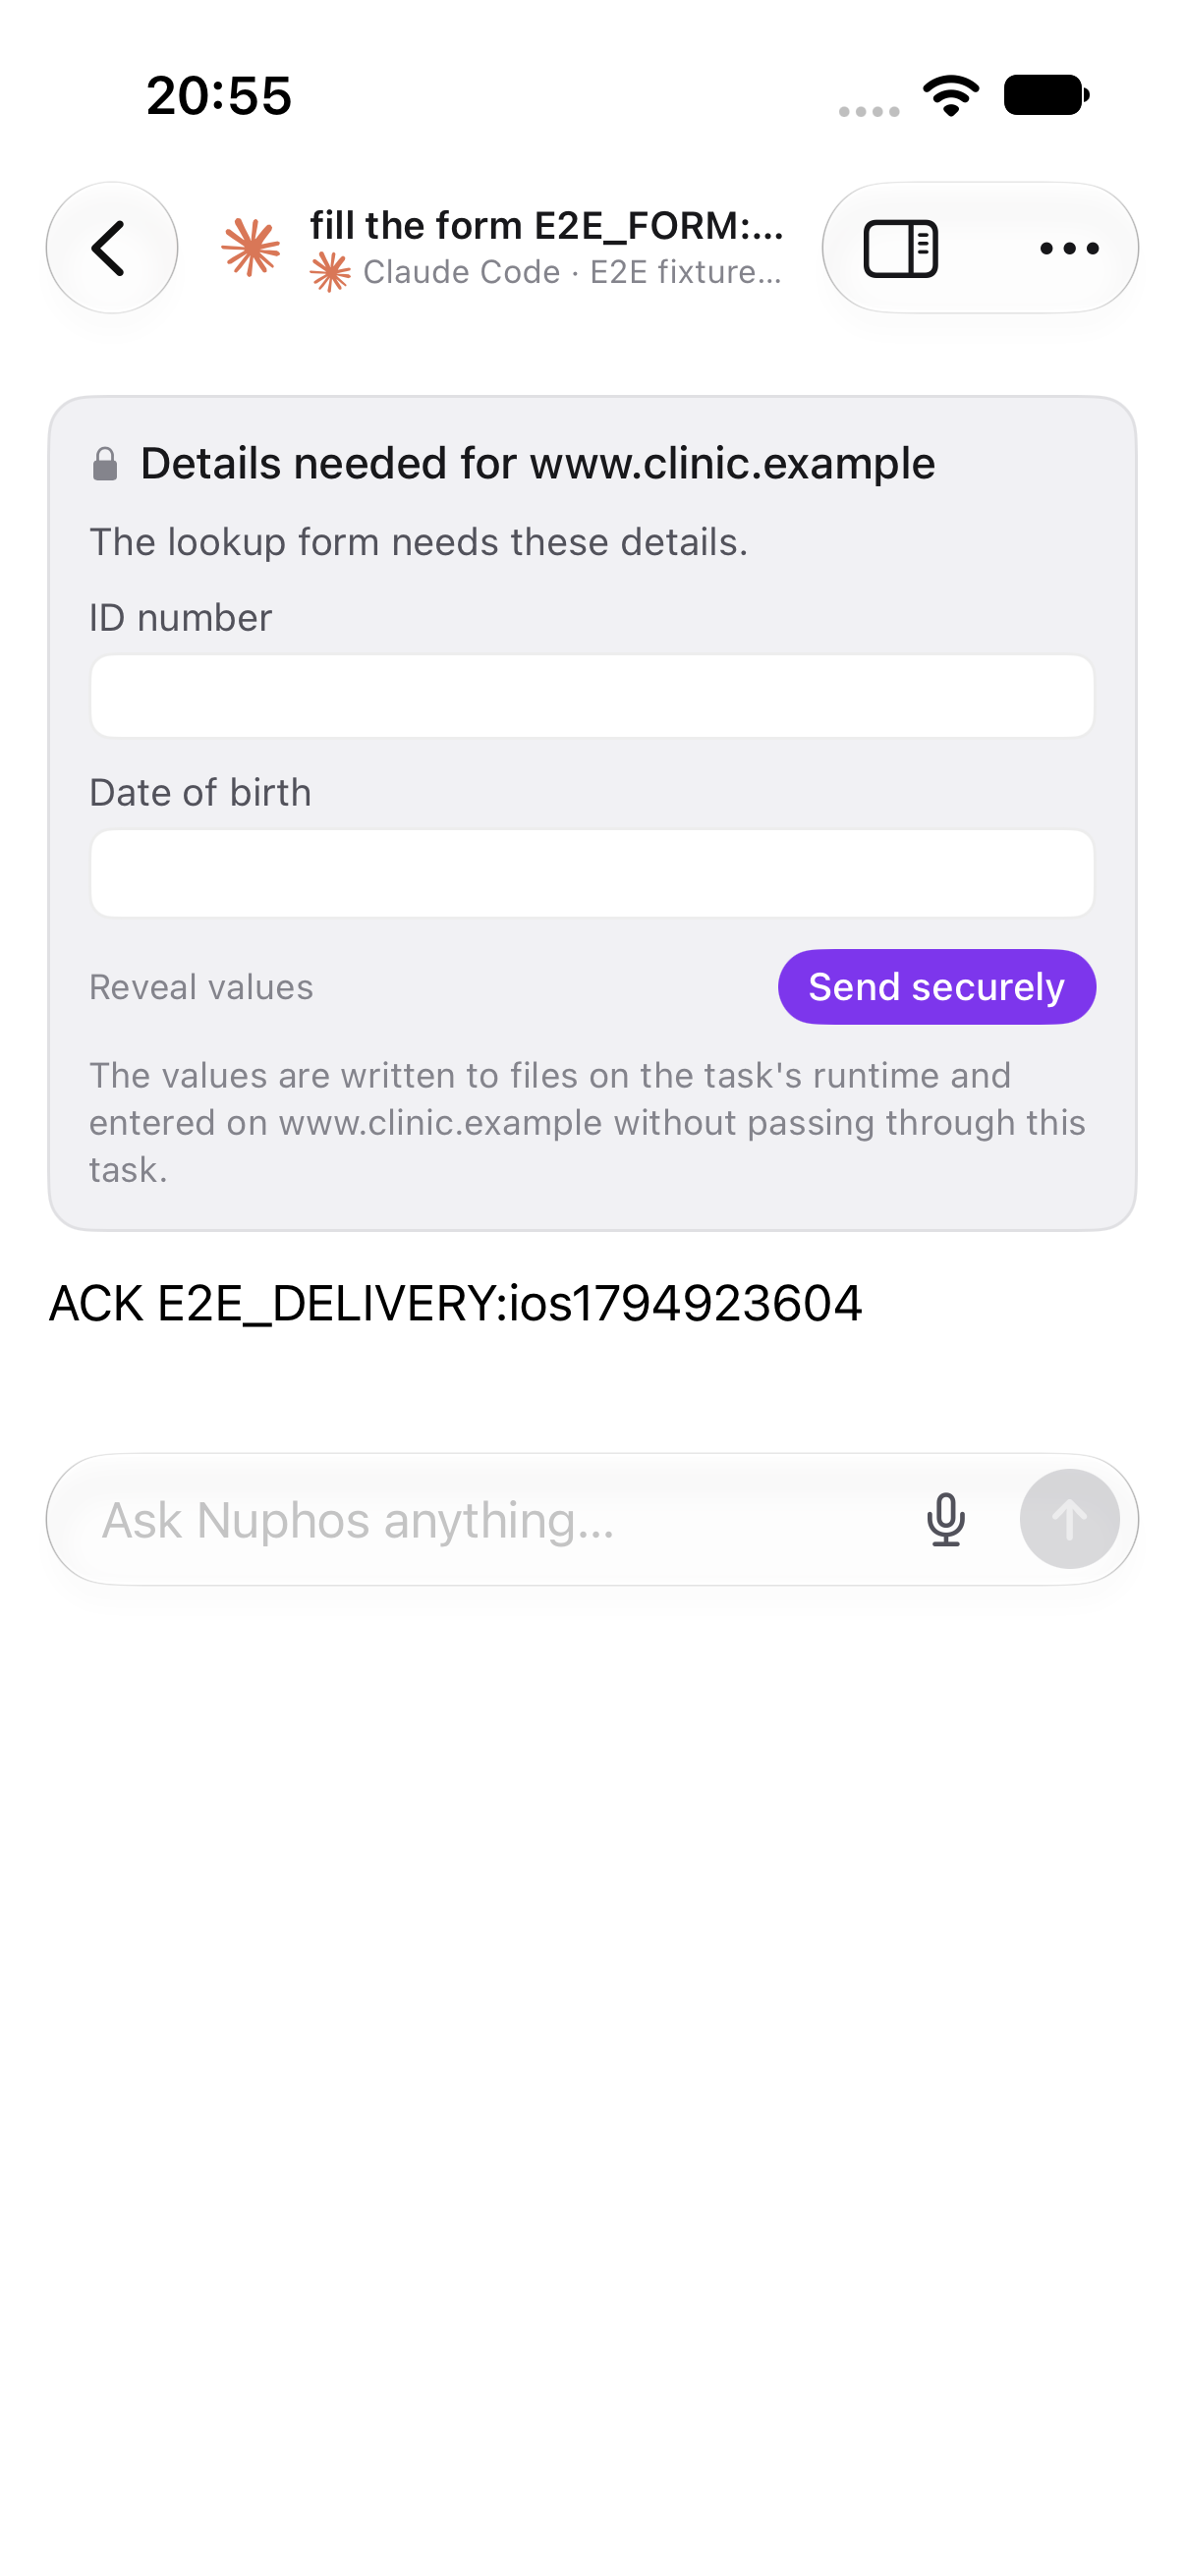 20:55
fill the form E2E_FORM:...
Claude Code · E2E fixture...
Details needed for www.clinic.example
The lookup form needs these details.
ID number
Date of birth
Reveal values
Send securely
The values are written to files on the task's runtime and
entered on www.clinic.example without passing through this
task.
ACK E2E_DELIVERY:ios1794923604
Ask Nuphos anything...